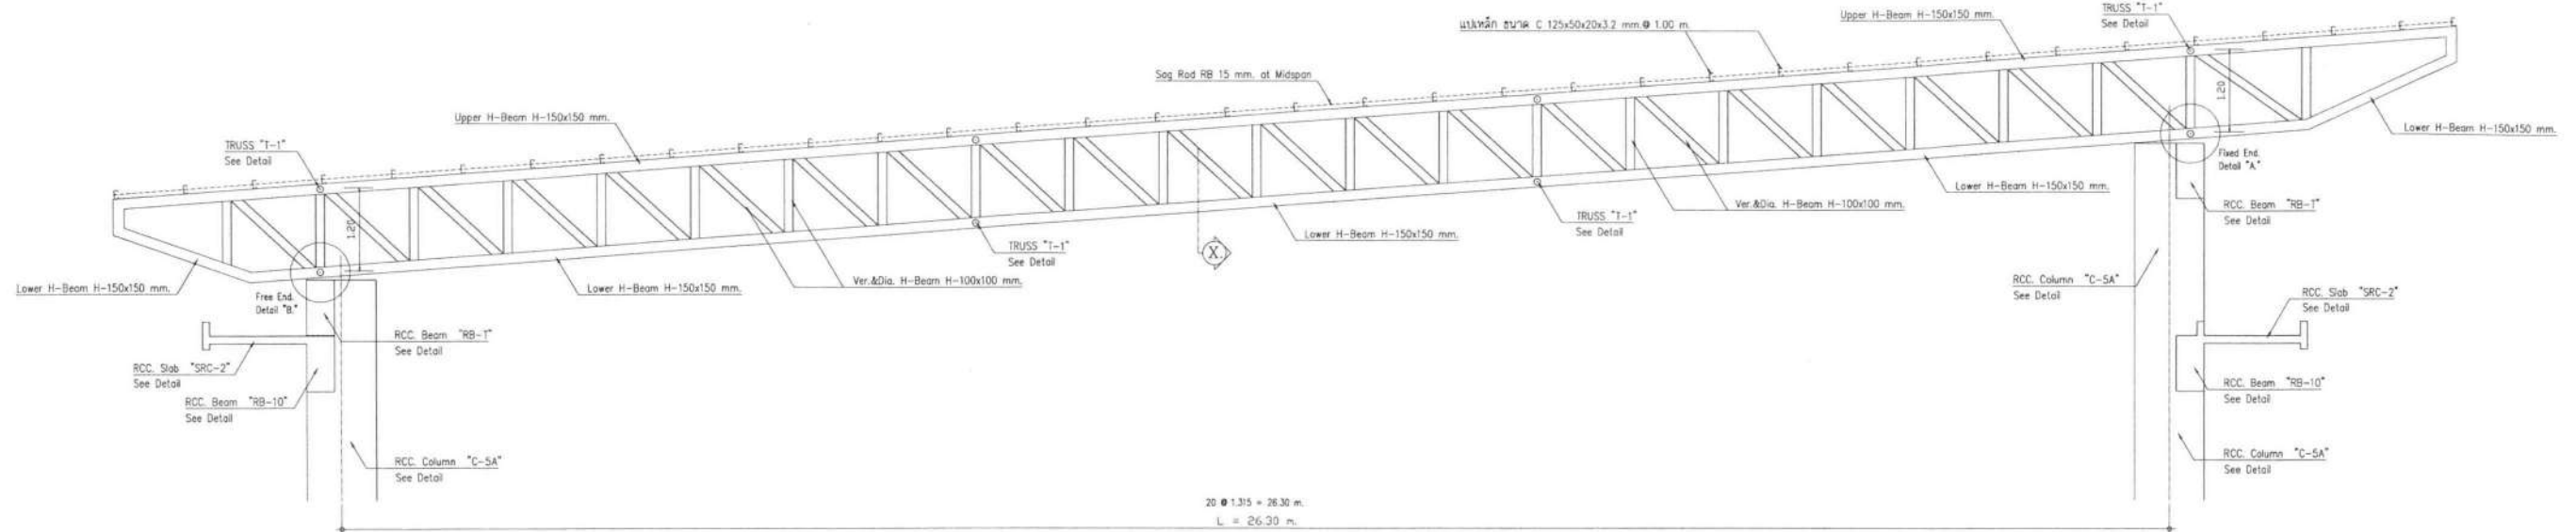 TRUSS "T-1"
See Detail
Upper H-Beam H-150x150 mm.
แปเหล็ก ขนาด C 125x50x20x3.2 mm.@ 1.00 m.
Sag Rod RB 15 mm. at Midspan
Upper H-Beam H-150x150 mm.
TRUSS "T-1"
See Detail
1.20
Lower H-Beam H-150x150 mm.
Fixed End.
Detail "A."
Lower H-Beam H-150x150 mm.
RCC. Beam "RB-T"
See Detail
Ver.&Dia. H-Beam H-100x100 mm.
TRUSS "T-1"
See Detail
1.20
X.
Lower H-Beam H-150x150 mm.
TRUSS "T-1"
See Detail
Ver.&Dia. H-Beam H-100x100 mm.
Lower H-Beam H-150x150 mm.
Lower H-Beam H-150x150 mm.
Free End.
Detail "B."
RCC. Column "C-5A"
See Detail
RCC. Slab "SRC-2"
See Detail
RCC. Beam "RB-T"
See Detail
RCC. Slab "SRC-2"
See Detail
RCC. Beam "RB-10"
See Detail
RCC. Beam "RB-10"
See Detail
RCC. Column "C-5A"
See Detail
RCC. Column "C-5A"
See Detail
20 @ 1.315 = 26.30 m.
L = 26.30 m.